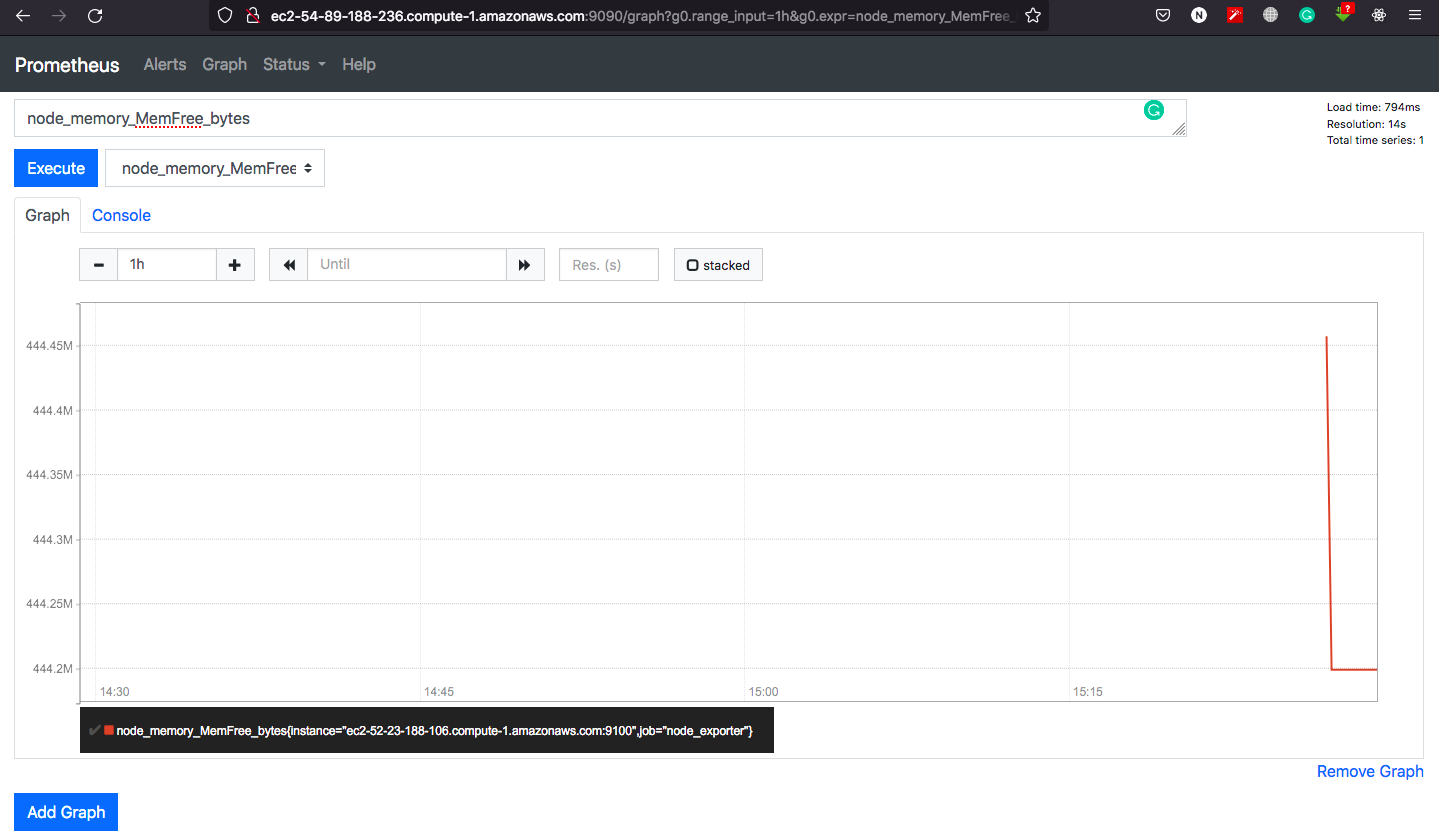 ec2-54-89-188-236.compute-1.amazonaws.com:9090/graph?g0.range_input=1h&g0.expr=node_memory_MemFree_
N
?
Prometheus Alerts Graph Status Help
node_memory_MemFree_bytes
Load time: 794ms
Resolution: 14s
Total time series: 1
Execute node_memory_MemFree
Graph Console
1h Until Res. (s) stacked
444.45M
444.4M
444.35M
444.3M
444.25M
444.2M
14:30 14:45 15:00 15:15
node_memory_MemFree_bytes{instance="ec2-52-23-188-106.compute-1.amazonaws.com:9100",job="node_exporter"}
Remove Graph
Add Graph